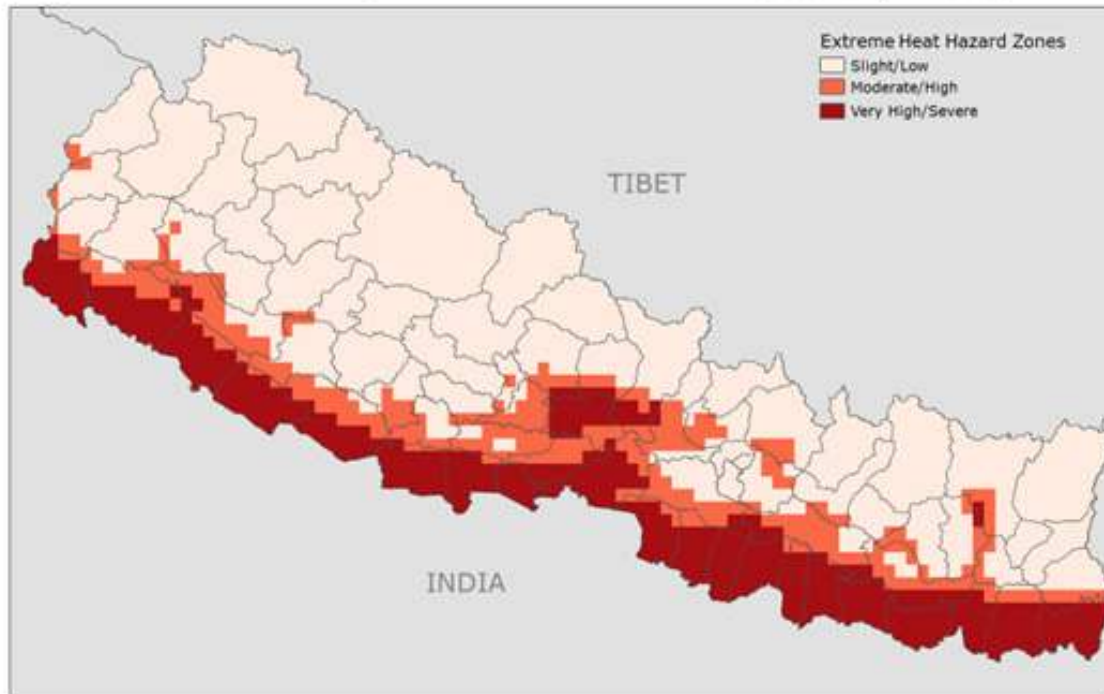 Extreme Heat Hazard Zones
Slight/Low
Moderate/High
Very High/Severe
TIBET
INDIA